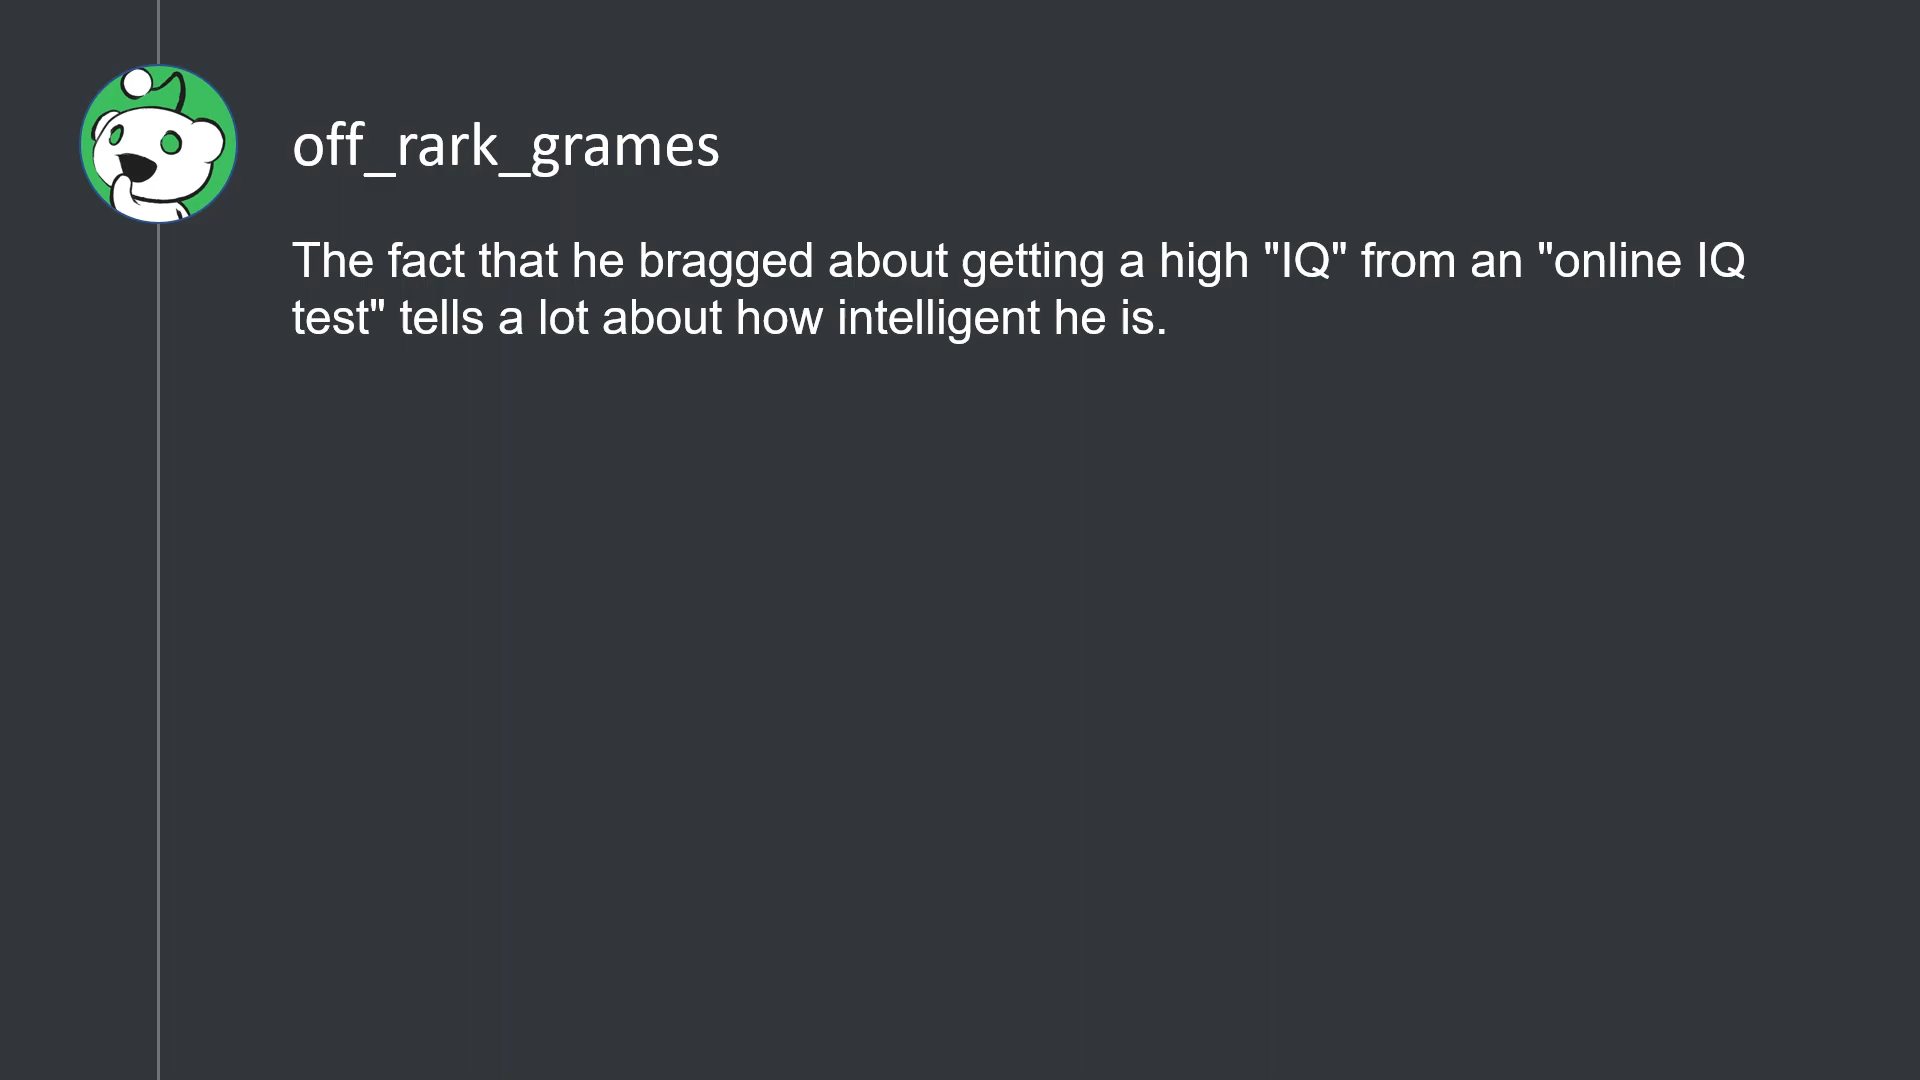 off_rark_grames
The fact that he bragged about getting a high "IQ" from an "online IQ
test" tells a lot about how intelligent he is.